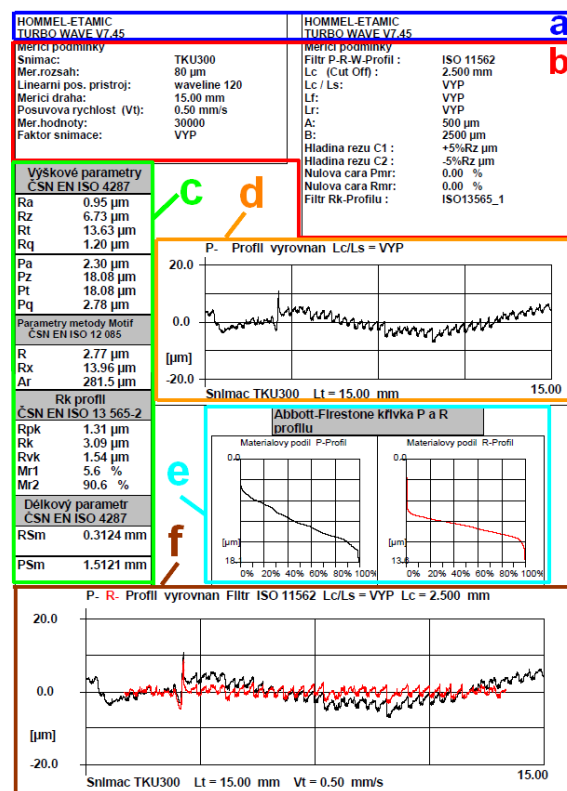 HOMMEL-ETAMIC
TURBO WAVE V7.45
HOMMEL-ETAMIC
TURBO WAVE V7.45
a
Merici podminky
Snimac: TKU300
Mer.rozsah: 80 µm
Linearni pos. pristroj: waveline 120
Merici draha: 15.00 mm
Posuvova rychlost (Vt): 0.50 mm/s
Mer.hodnoty: 30000
Faktor snimace: VYP
Merici podminky
Filtr P-R-W-Profil : ISO 11562
Lc (Cut Off) : 2.500 mm
Lc / Ls: VYP
Lf: VYP
Lr: VYP
A: 500 µm
B: 2500 µm
Hladina rezu C1 : +5%Rz µm
Hladina rezu C2 : -5%Rz µm
Nulova cara Pmr: 0.00 %
Nulova cara Rmr: 0.00 %
Filtr Rk-Profilu : ISO13565_1
b
Výškové parametry
ČSN EN ISO 4287
Ra 0.95 µm
Rz 6.73 µm
Rt 13.63 µm
Rq 1.20 µm
Pa 2.30 µm
Pz 18.08 µm
Pt 18.08 µm
Pq 2.78 µm
Parametry metody Motif
ČSN EN ISO 12 085
R 2.77 µm
Rx 13.96 µm
Ar 281.5 µm
Rk profil
ČSN EN ISO 13 565-2
Rpk 1.31 µm
Rk 3.09 µm
Rvk 1.54 µm
Mr1 5.6 %
Mr2 90.6 %
Délkový parametr
ČSN EN ISO 4287
RSm 0.3124 mm
PSm 1.5121 mm
c
d
P- Profil vyrovnan Lc/Ls = VYP
20.0
0.0
[µm]
-20.0
Snimac TKU300 Lt = 15.00 mm
15.00
e
Abbott-Firestone křivka P a R
profilu
Materialovy podil P-Profil
0.0
[µm]
18.
0% 20% 40% 60% 80% 100%
Materialovy podil R-Profil
0.0
[µm]
13.6
0% 20% 40% 60% 80% 100%
f
P- R- Profil vyrovnan Filtr ISO 11562 Lc/Ls = VYP Lc = 2.500 mm
20.0
0.0
[µm]
-20.0
Snimac TKU300 Lt = 15.00 mm Vt = 0.50 mm/s
15.00